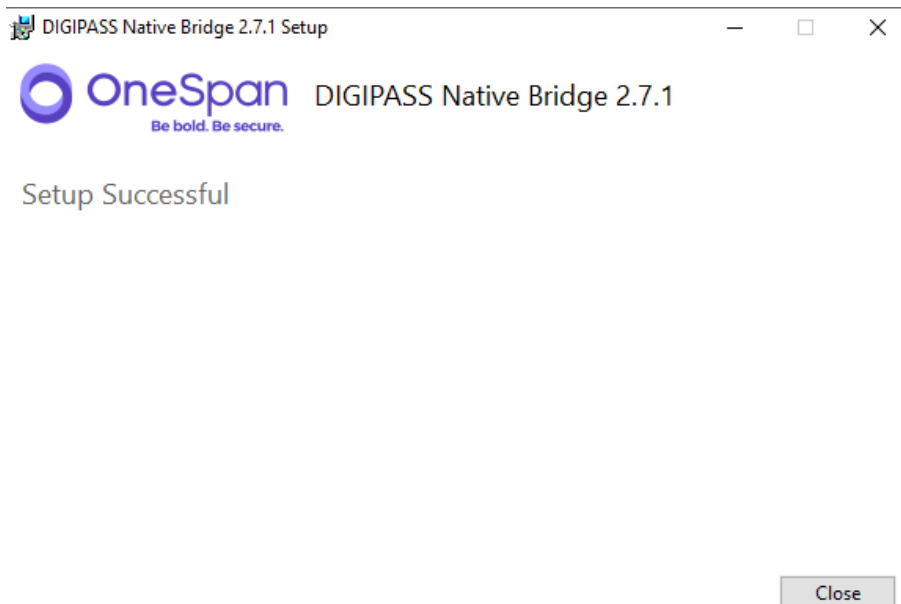 DIGIPASS Native Bridge 2.7.1 Setup
OneSpan
Be bold. Be secure.
DIGIPASS Native Bridge 2.7.1
Setup Successful
Close